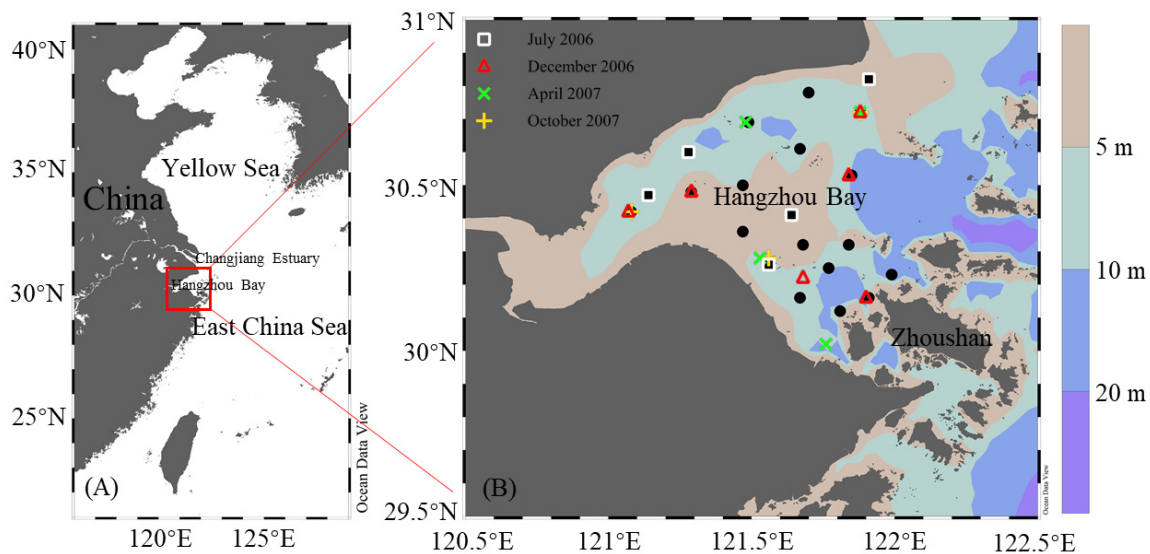 40°N
35°N
30°N
25°N
120°E
125°E
Yellow Sea
China
Changjiang Estuary
Hangzhou Bay
East China Sea
(A)
Ocean Data View
31°N
30.5°N
30°N
29.5°N
July 2006
December 2006
April 2007
October 2007
Hangzhou Bay
Zhoushan
(B)
Ocean Data View
120.5°E
121°E
121.5°E
122°E
122.5°E
5 m
10 m
20 m